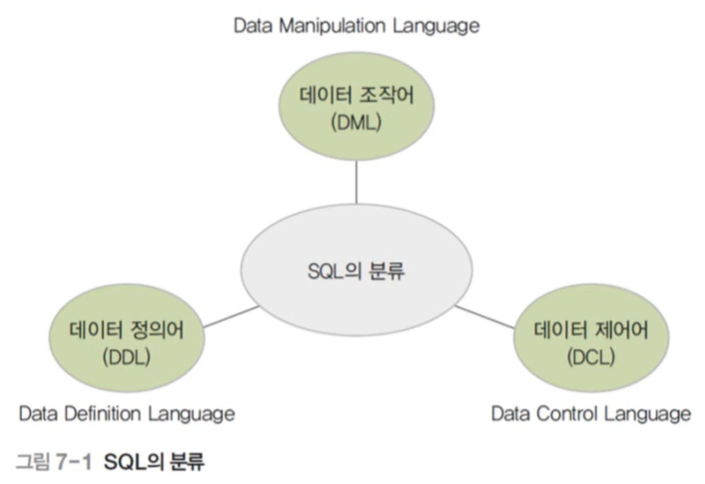 Data Manipulation Language
데이터 조작어
(DML)
SQL의 분류
데이터 정의어
(DDL)
데이터 제어어
(DCL)
Data Definition Language
Data Control Language
그림 7-1 SQL의 분류